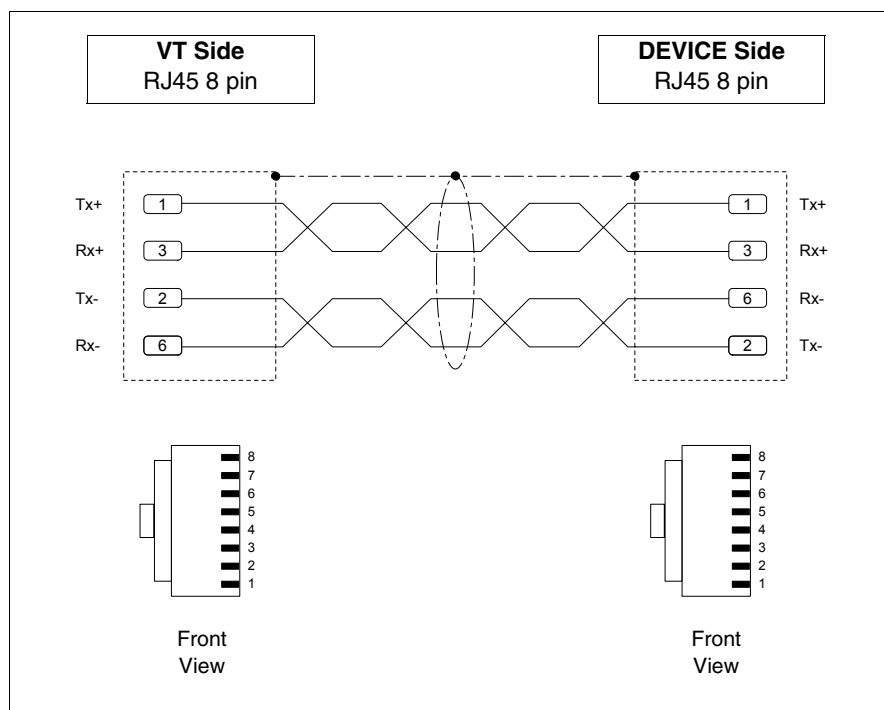 VT Side
RJ45 8 pin
DEVICE Side
RJ45 8 pin
Tx+ 1 1 Tx+
Rx+ 3 3 Rx+
Tx- 2 6 Rx-
Rx- 6 2 Tx-
8
7
6
5
4
3
2
1
Front
View
8
7
6
5
4
3
2
1
Front
View